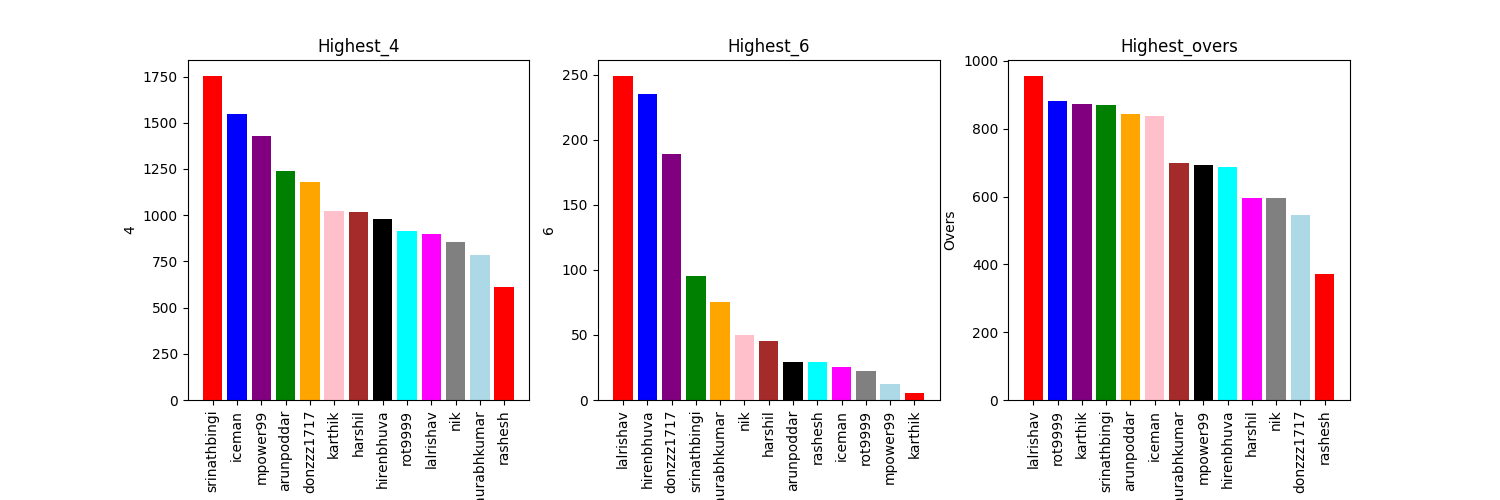 Highest_4
4
1750
1500
1250
1000
750
500
250
0
srinathbingi
iceman
mpower99
arunpoddar
donzzz1717
karthik
harshil
hirenbhuva
rot9999
lalrishav
nik
urabhkumar
rashesh
Highest_6
6
250
200
150
100
50
0
lalrishav
hirenbhuva
donzzz1717
srinathbingi
urabhkumar
nik
harshil
arunpoddar
rashesh
iceman
rot9999
mpower99
karthik
Highest_overs
Overs
1000
800
600
400
200
0
lalrishav
rot9999
karthik
srinathbingi
arunpoddar
iceman
urabhkumar
mpower99
hirenbhuva
harshil
nik
donzzz1717
rashesh